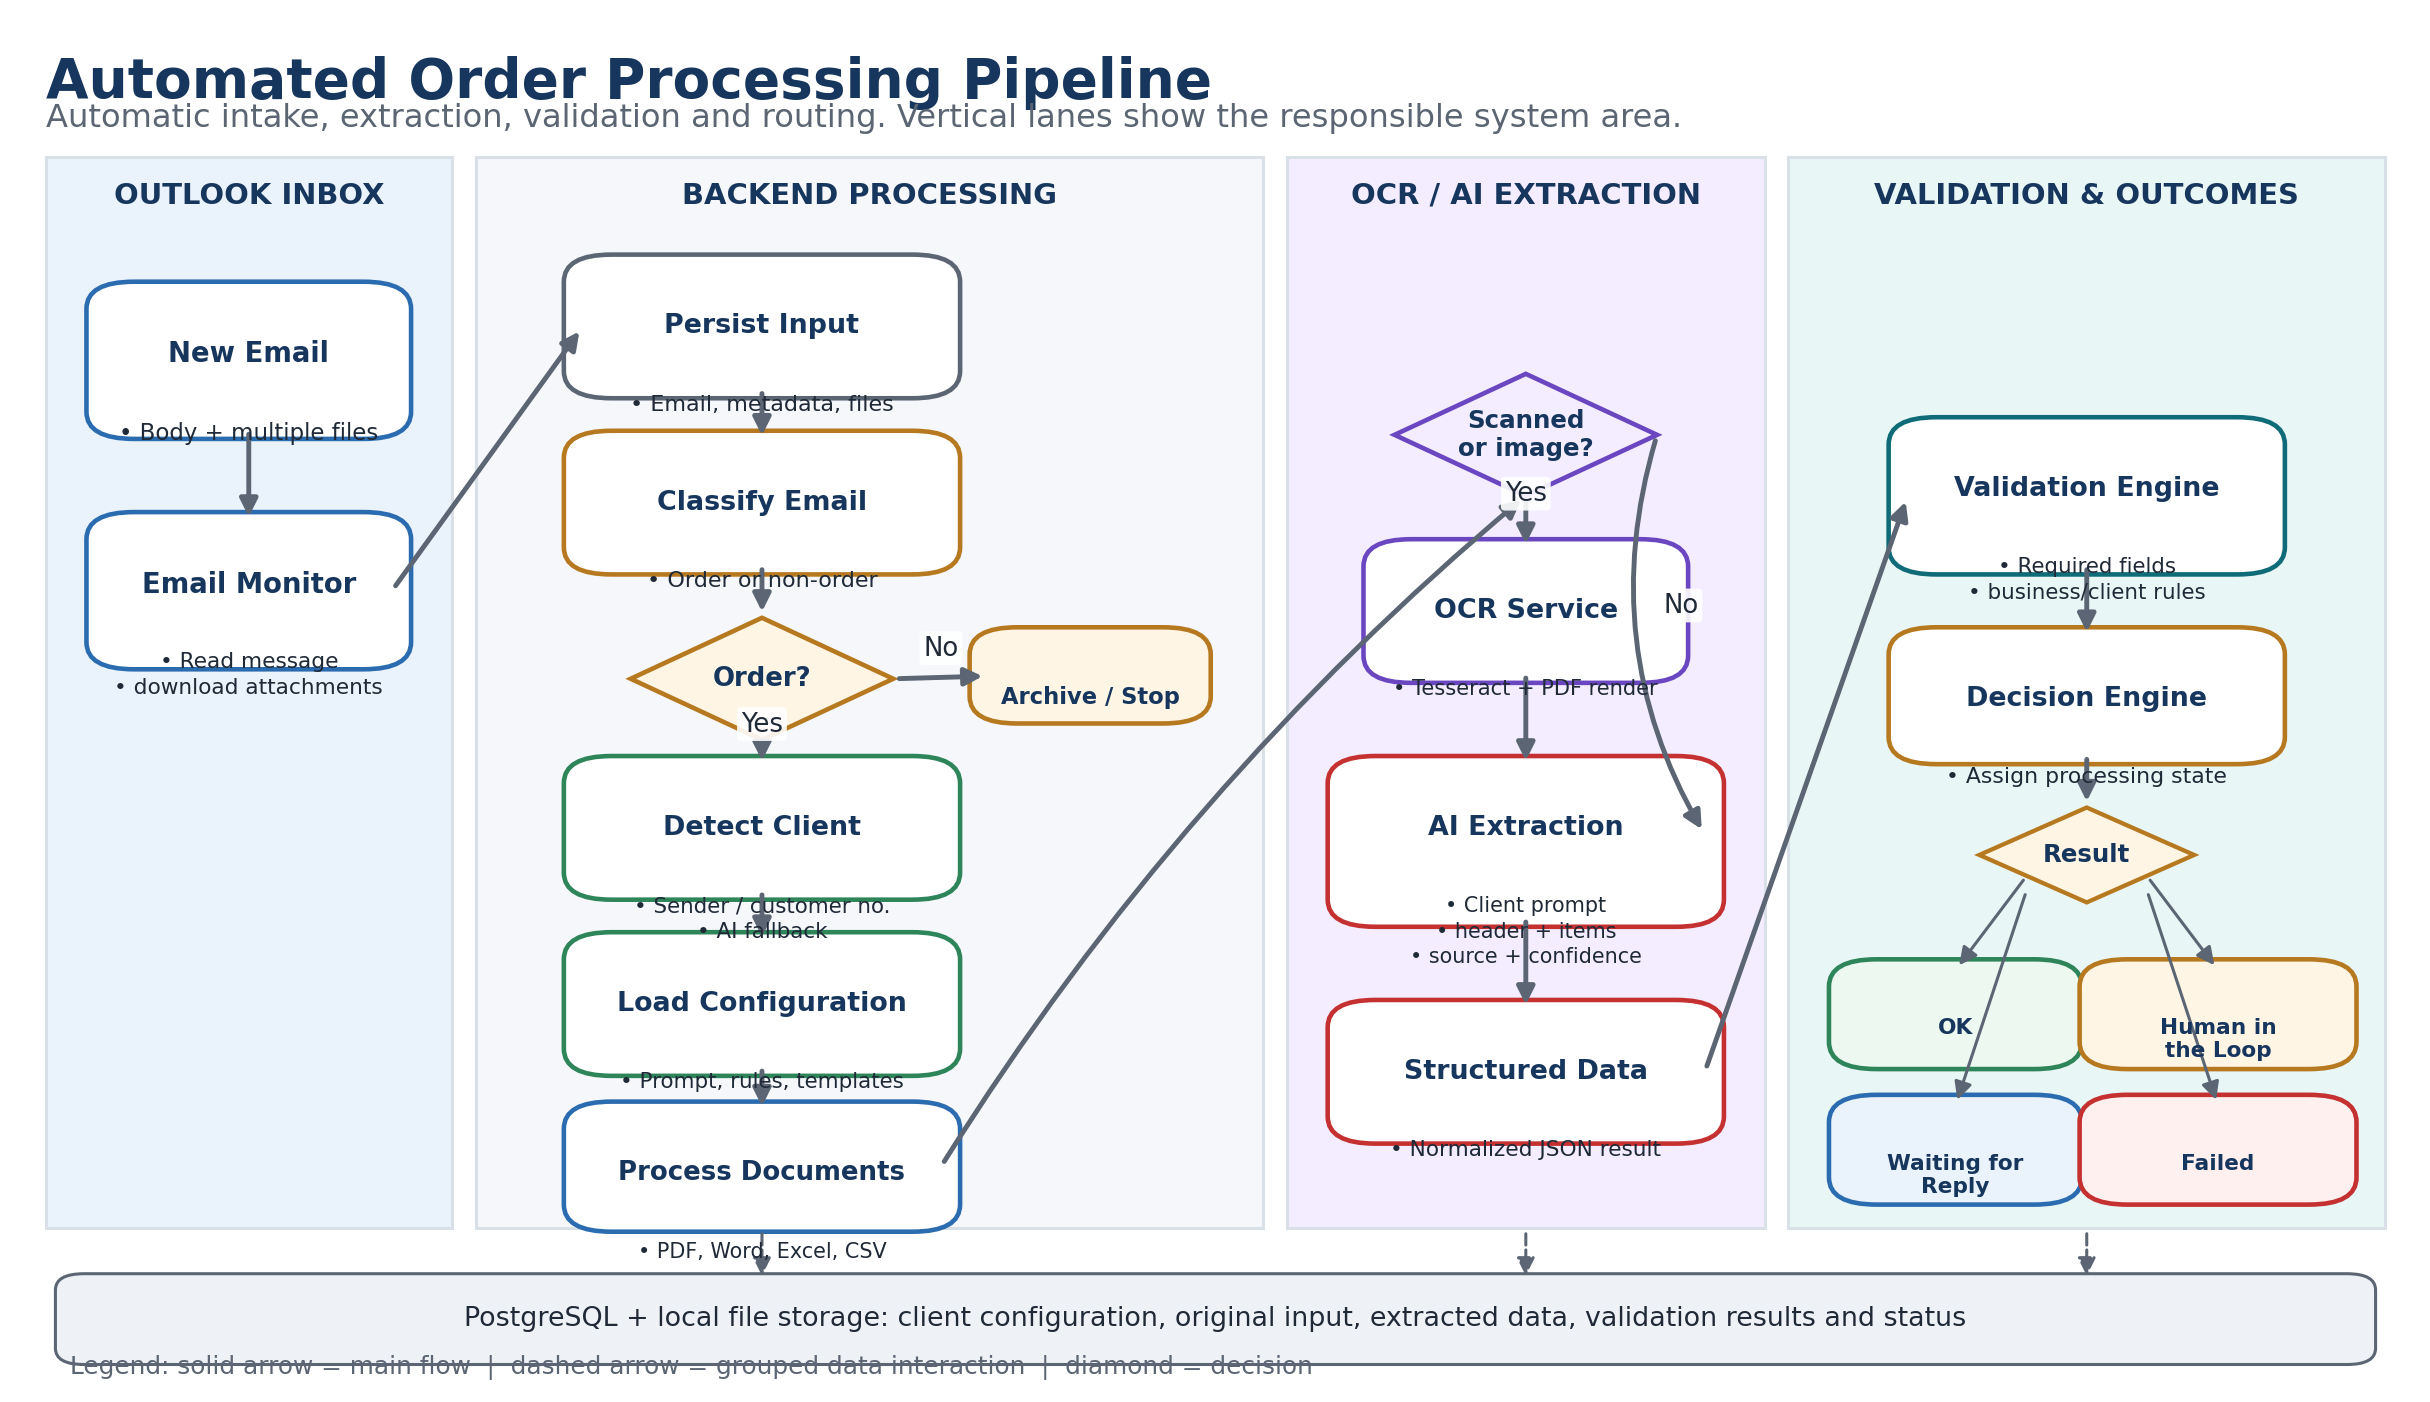 Automated Order Processing Pipeline
Automatic intake, extraction, validation and routing. Vertical lanes show the responsible system area.
OUTLOOK INBOX
New Email
• Body + multiple files
Email Monitor
• Read message
• download attachments
BACKEND PROCESSING
Persist Input
• Email, metadata, files
Classify Email
• Order or non-order
Order?
No
Archive / Stop
Yes
Detect Client
• Sender / customer no.
• AI fallback
Load Configuration
• Prompt, rules, templates
Process Documents
• PDF, Word, Excel, CSV
OCR / AI EXTRACTION
Scanned
or image?
Yes
No
OCR Service
• Tesseract + PDF render
AI Extraction
• Client prompt
• header + items
• source + confidence
Structured Data
• Normalized JSON result
VALIDATION & OUTCOMES
Validation Engine
• Required fields
• business/client rules
Decision Engine
• Assign processing state
Result
OK
Human in
the Loop
Waiting for
Reply
Failed
PostgreSQL + local file storage: client configuration, original input, extracted data, validation results and status
Legend: solid arrow = main flow | dashed arrow = grouped data interaction | diamond = decision